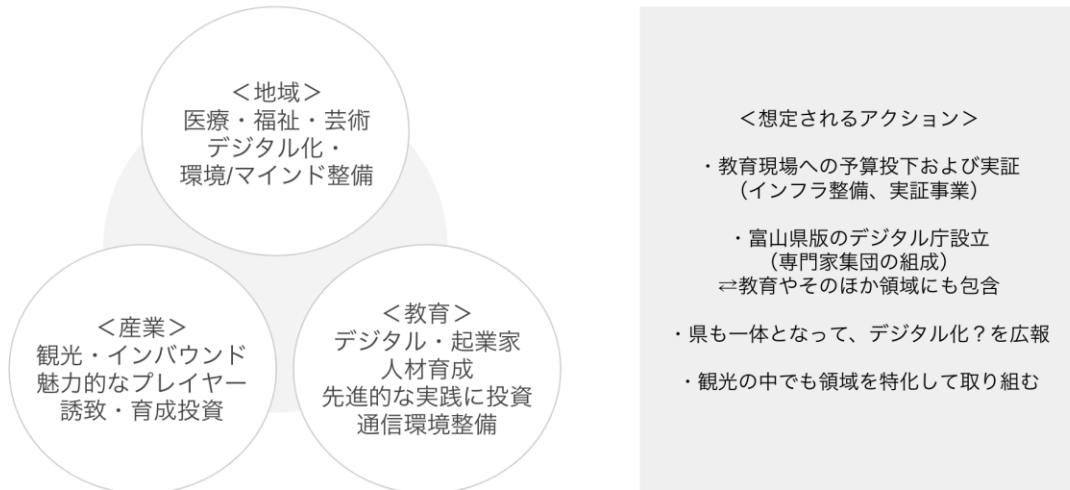 ＜地域＞
医療・福祉・芸術
デジタル化・
環境/マインド整備
＜産業＞
観光・インバウンド
魅力的なプレイヤー
誘致・育成投資
＜教育＞
デジタル・起業家
人材育成
先進的な実践に投資
通信環境整備
＜想定されるアクション＞
・教育現場への予算投下および実証
（インフラ整備、実証事業）
・富山県版のデジタル庁設立
（専門家集団の組成）
⇄教育やそのほか領域にも包含
・県も一体となって、デジタル化？を広報
・観光の中でも領域を特化して取り組む